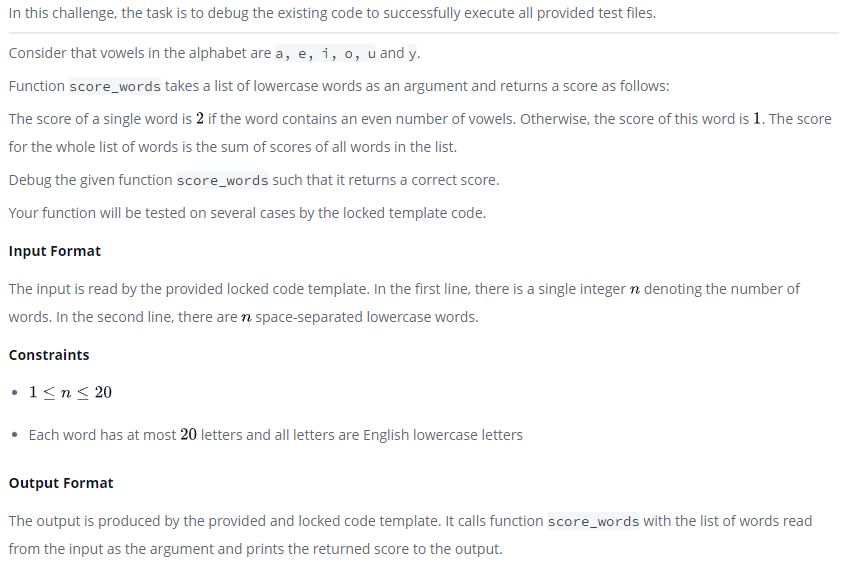 In this challenge, the task is to debug the existing code to successfully execute all provided test files.
Consider that vowels in the alphabet are a, e, i, o, u and y.
Function score_words takes a list of lowercase words as an argument and returns a score as follows:
The score of a single word is 2 if the word contains an even number of vowels. Otherwise, the score of this word is 1. The score
for the whole list of words is the sum of scores of all words in the list.
Debug the given function score_words such that it returns a correct score.
Your function will be tested on several cases by the locked template code.
Input Format
The input is read by the provided locked code template. In the first line, there is a single integer n denoting the number of
words. In the second line, there are n space-separated lowercase words.
Constraints
• 1 ≤ n ≤ 20
• Each word has at most 20 letters and all letters are English lowercase letters
Output Format
The output is produced by the provided and locked code template. It calls function score_words with the list of words read
from the input as the argument and prints the returned score to the output.